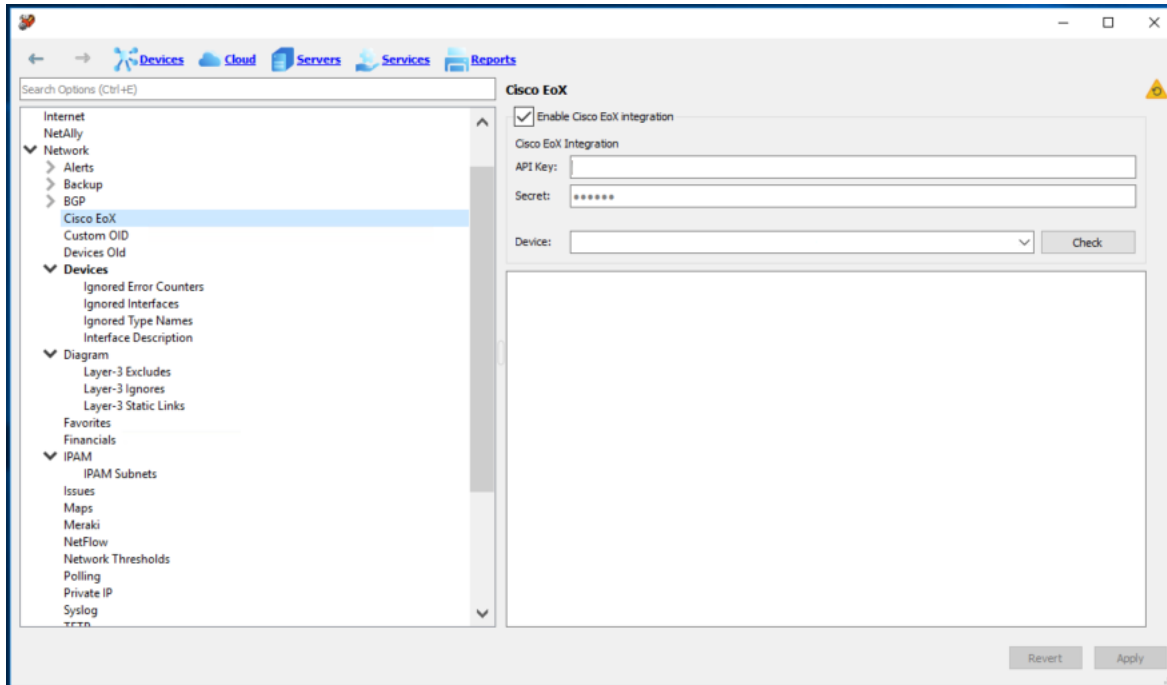 Devices Cloud Servers Services Reports
Search Options (Ctrl+E)
Internet
NetAlly
Network
Alerts
Backup
BGP
Cisco EoX
Custom OID
Devices Old
Devices
Ignored Error Counters
Ignored Interfaces
Ignored Type Names
Interface Description
Diagram
Layer-3 Excludes
Layer-3 Ignores
Layer-3 Static Links
Favorites
Financials
IPAM
IPAM Subnets
Issues
Maps
Meraki
NetFlow
Network Thresholds
Polling
Private IP
Syslog
TFTP
Cisco EoX
Enable Cisco EoX integration
Cisco EoX Integration
API Key:
Secret: ••••••
Device: Check
Revert Apply